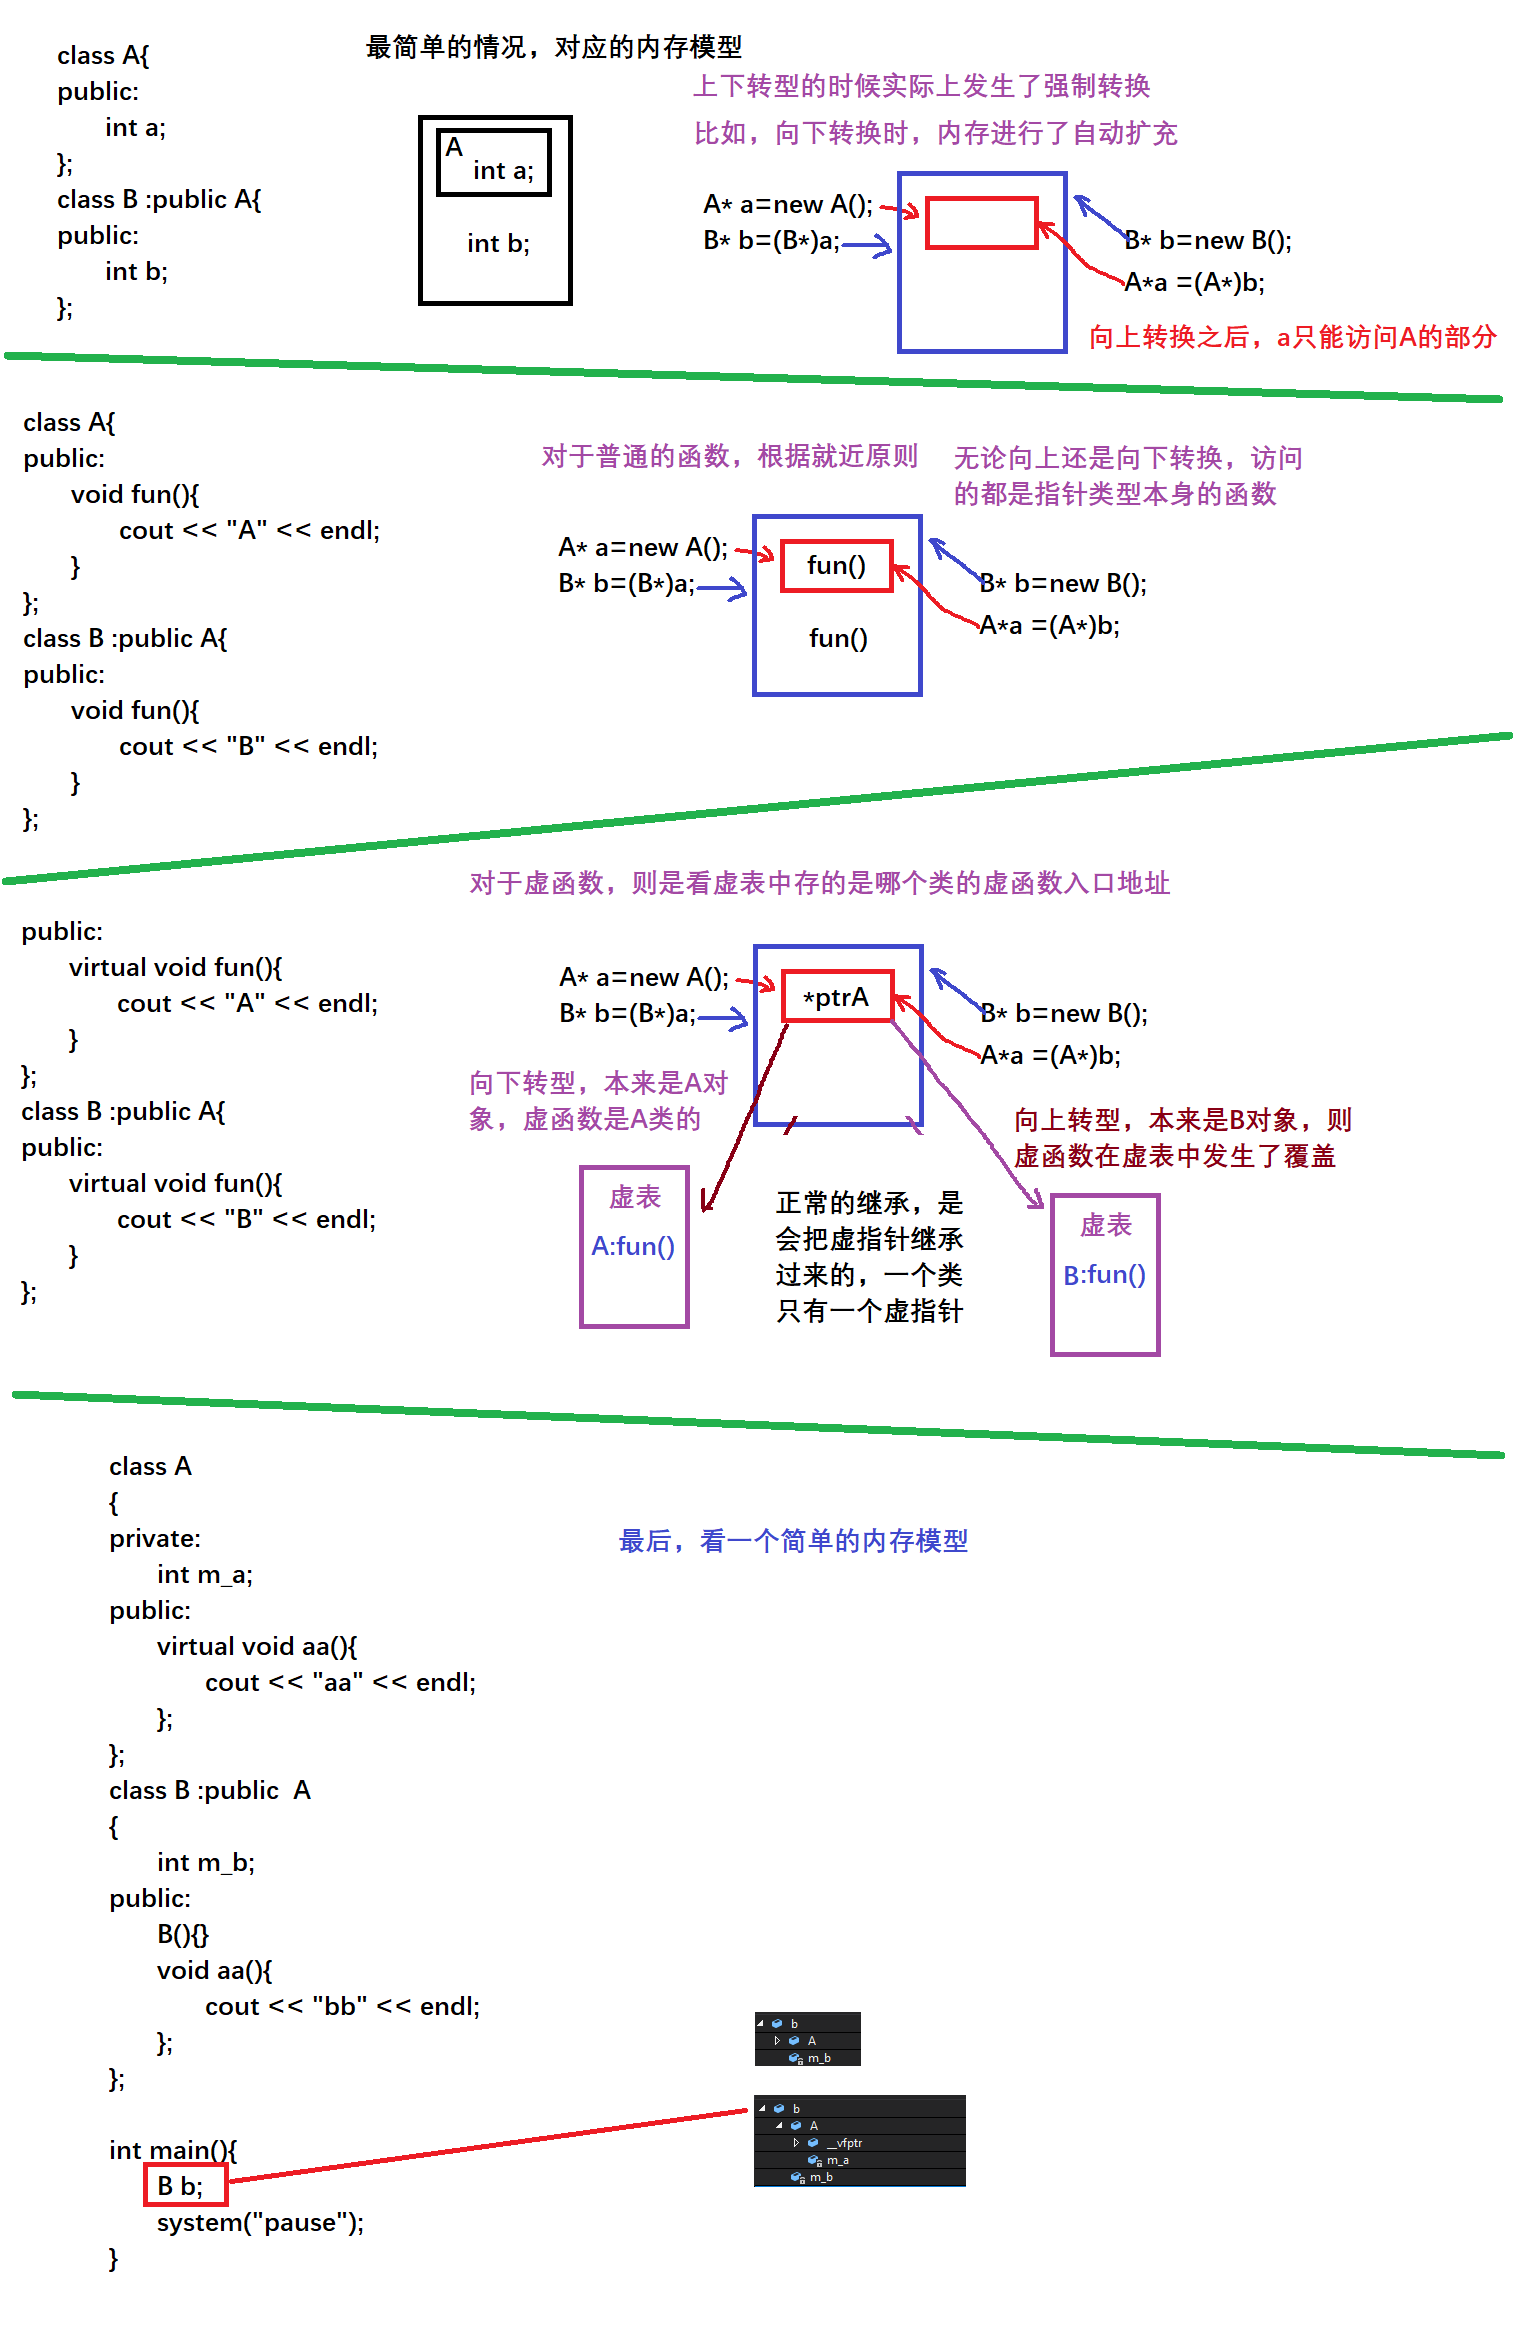 class A{
public:
int a;
};
class B :public A{
public:
int b;
};
最简单的情况，对应的内存模型
A
int a;
int b;
上下转型的时候实际上发生了强制转换
比如，向下转换时，内存进行了自动扩充
A* a=new A();
B* b=(B*)a;
B* b=new B();
A*a =(A*)b;
向上转换之后，a只能访问A的部分
class A{
public:
void fun(){
cout << "A" << endl;
}
};
class B :public A{
public:
void fun(){
cout << "B" << endl;
}
};
对于普通的函数，根据就近原则
无论向上还是向下转换，访问
的都是指针类型本身的函数
A* a=new A();
B* b=(B*)a;
fun()
fun()
B* b=new B();
A*a =(A*)b;
对于虚函数，则是看虚表中存的是哪个类的虚函数入口地址
public:
virtual void fun(){
cout << "A" << endl;
}
};
class B :public A{
public:
virtual void fun(){
cout << "B" << endl;
}
};
A* a=new A();
B* b=(B*)a;
*ptrA
B* b=new B();
A*a =(A*)b;
向下转型，本来是A对
象，虚函数是A类的
向上转型，本来是B对象，则
虚函数在虚表中发生了覆盖
虚表
A:fun()
正常的继承，是
会把虚指针继承
过来的，一个类
只有一个虚指针
虚表
B:fun()
class A
{
private:
int m_a;
public:
virtual void aa(){
cout << "aa" << endl;
};
};
class B :public  A
{
int m_b;
public:
B(){}
void aa(){
cout << "bb" << endl;
};
};
int main(){
B b;
system("pause");
}
最后，看一个简单的内存模型
b
A
m_b
b
A
__vfptr
m_a
m_b